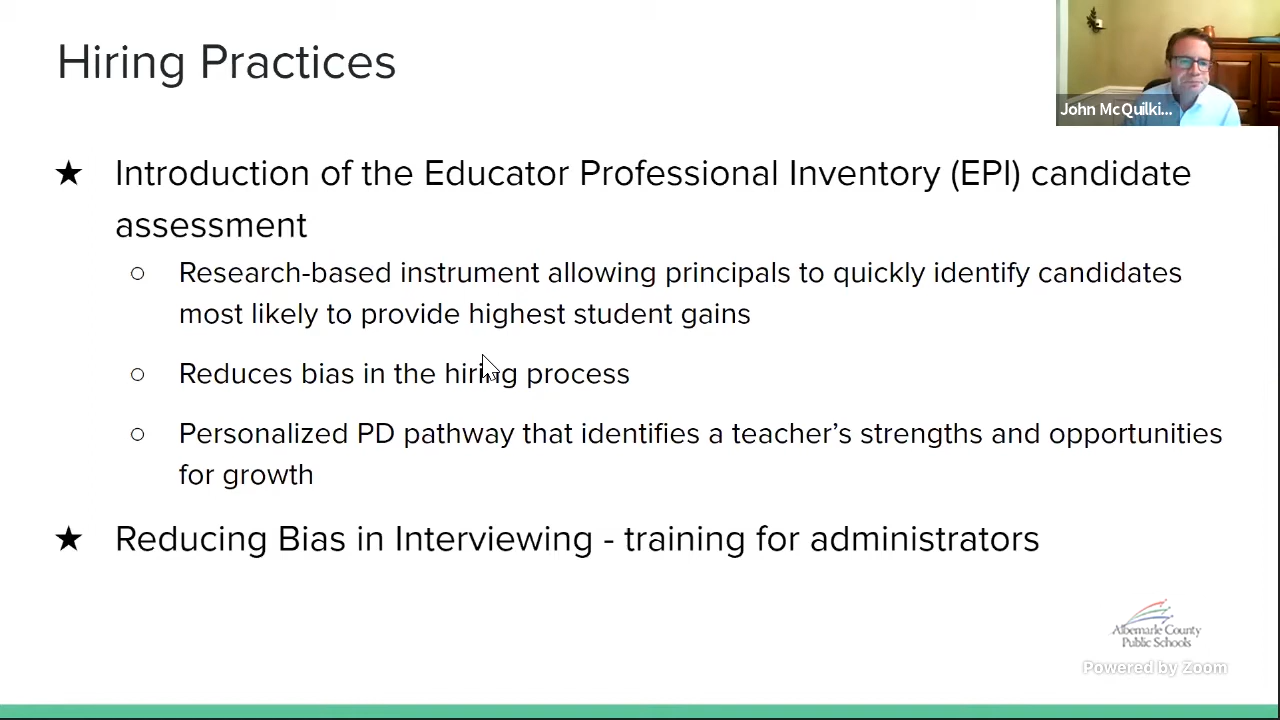 Hiring Practices
John McQuilki...
★ Introduction of the Educator Professional Inventory (EPI) candidate
assessment
○ Research-based instrument allowing principals to quickly identify candidates
most likely to provide highest student gains
○ Reduces bias in the hiring process
○ Personalized PD pathway that identifies a teacher's strengths and opportunities
for growth
★ Reducing Bias in Interviewing - training for administrators
Albemarle County
Public Schools
Powered by Zoom